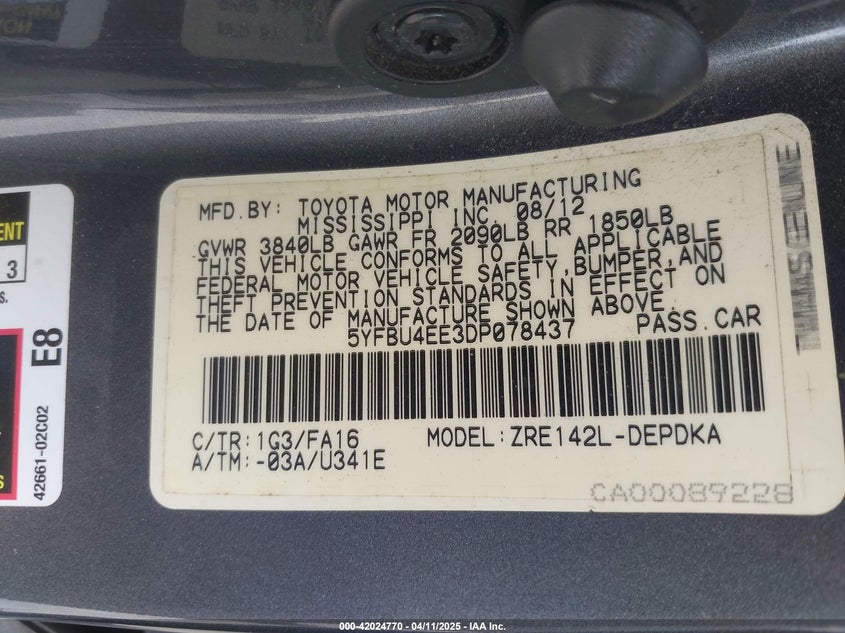 MFD.BY: TOYOTA MOTOR MANUFACTURING
MISSISSIPPI INC. 08/12
GVWR 3840LB GAWR FR 2090LB RR 1850LB
THIS VEHICLE CONFORMS TO ALL APPLICABLE
FEDERAL MOTOR VEHICLE SAFETY,BUMPER,AND
THEFT PREVENTION STANDARDS IN EFFECT ON
THE DATE OF MANUFACTURE SHOWN ABOVE.
5YFBU4EE3DP078437 PASS.CAR
C/TR:1G3/FA16 MODEL:ZRE142L-DEPDKA
A/TM:-03A/U341E
CA00089228
ENT
13
s.
E8
42661-02C02
S
000-42024770 - 04/11/2025 - IAA Inc.